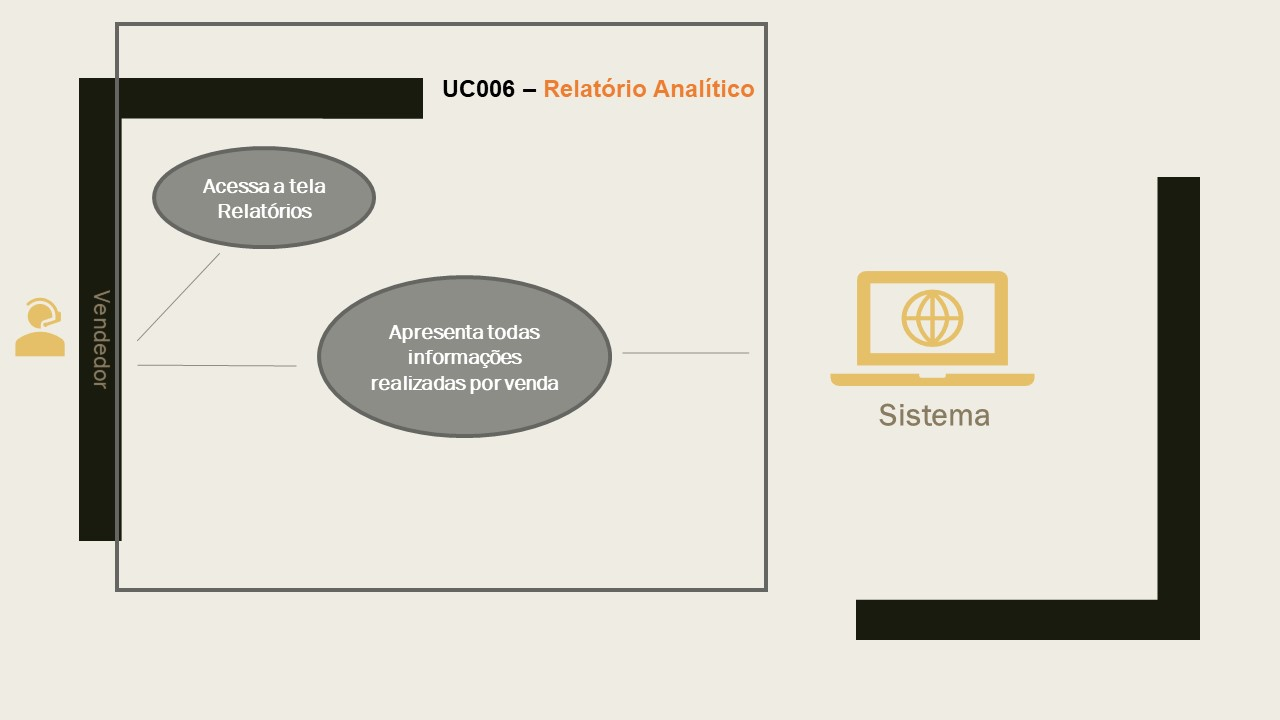 UC006 – Relatório Analítico
Acessa a tela
Relatórios
Vendedor
Apresenta todas
informações
realizadas por venda
Sistema